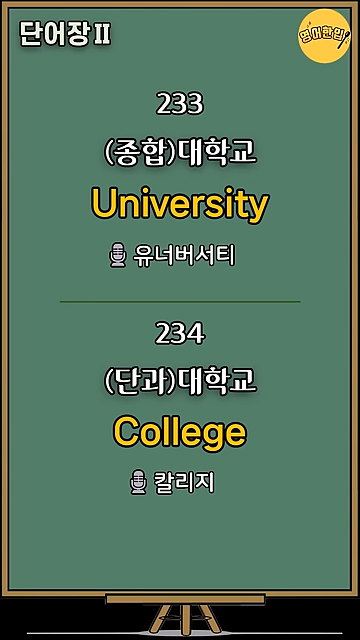 단어장 II
영어한입
233
(종합)대학교
University
유너버서티
234
(단과)대학교
College
칼리지